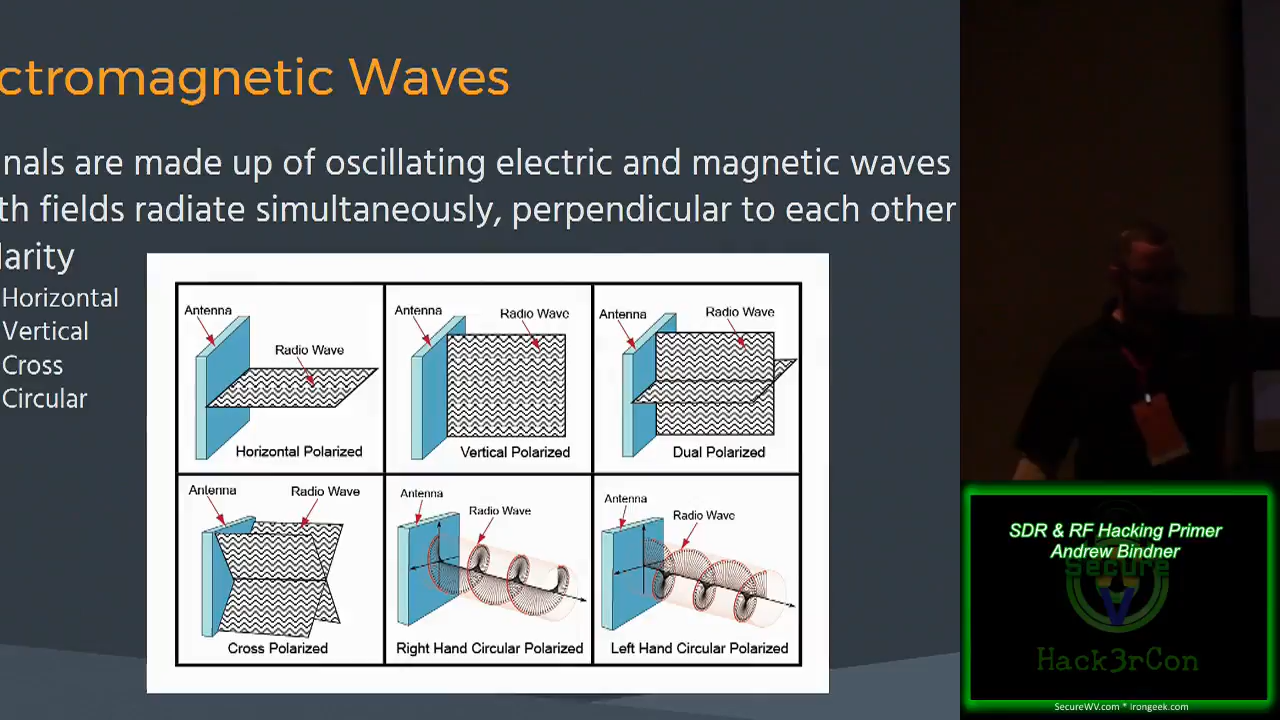 ctromagnetic Waves
nals are made up of oscillating electric and magnetic waves
th fields radiate simultaneously, perpendicular to each other
larity
Horizontal
Vertical
Cross
Circular
Antenna
Radio Wave
Horizontal Polarized
Antenna
Radio Wave
Vertical Polarized
Antenna
Radio Wave
Dual Polarized
Antenna
Radio Wave
Cross Polarized
Antenna
Radio Wave
Right Hand Circular Polarized
Antenna
Radio Wave
Left Hand Circular Polarized
SDR & RF Hacking Primer
Andrew Bindner
Secure
V
Hack3rCon
SecureWV.com * Irongeek.com